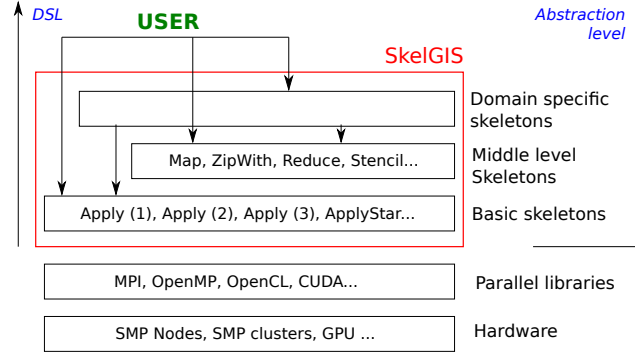 DSL
USER
Abstraction
level
SkelGIS
Domain specific
skeletons
Map, ZipWith, Reduce, Stencil...
Middle level
Skeletons
Apply (1), Apply (2), Apply (3), ApplyStar...
Basic skeletons
MPI, OpenMP, OpenCL, CUDA...
Parallel libraries
SMP Nodes, SMP clusters, GPU ...
Hardware